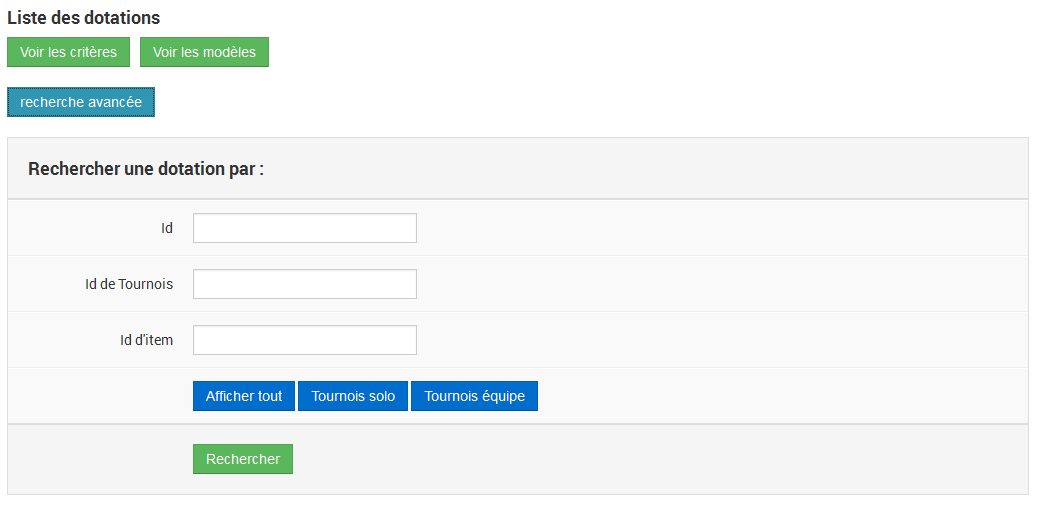 Liste des dotations
Voir les critères Voir les modèles
recherche avancée
Rechercher une dotation par :
Id
Id de Tournois
Id d'item
Afficher tout Tournois solo Tournois équipe
Rechercher